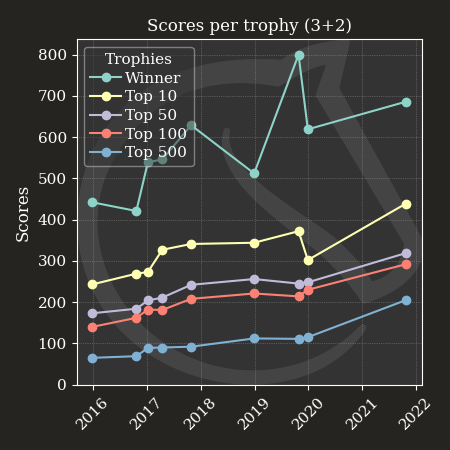 Scores per trophy (3+2)
800
700
600
500
400
300
200
100
0
Scores
Trophies
Winner
Top 10
Top 50
Top 100
Top 500
2016
2017
2018
2019
2020
2021
2022